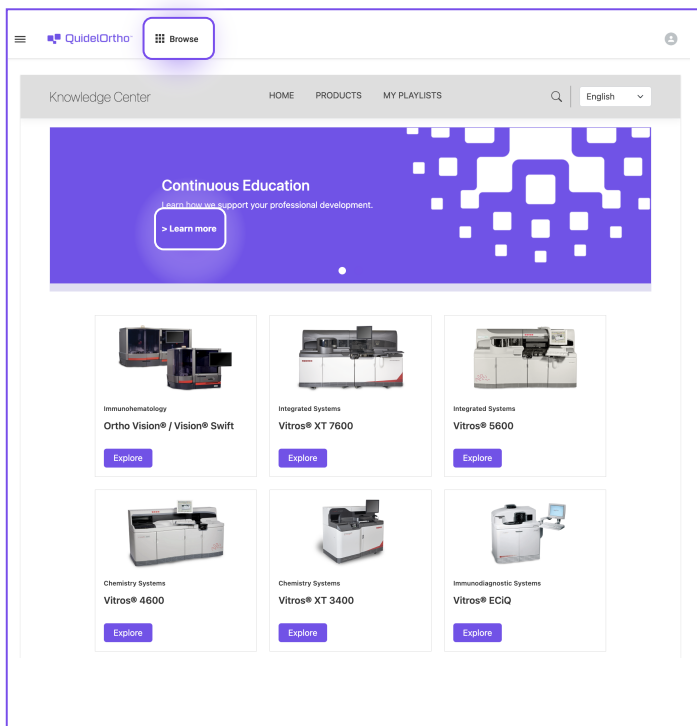 QuidelOrtho
Browse
Knowledge Center
HOME PRODUCTS MY PLAYLISTS
English
Continuous Education
Learn how we support your professional development.
> Learn more
Immunohematology
Ortho Vision® / Vision® Swift
Explore
Integrated Systems
Vitros® XT 7600
Explore
Integrated Systems
Vitros® 5600
Explore
Chemistry Systems
Vitros® 4600
Explore
Chemistry Systems
Vitros® XT 3400
Explore
Immunodiagnostic Systems
Vitros® ECiQ
Explore